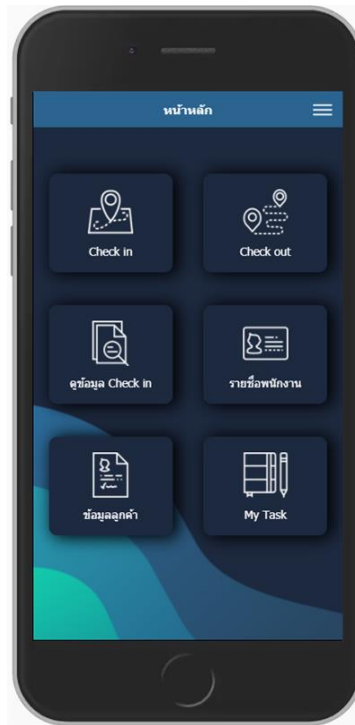 หน้าหลัก
Check in
Check out
ดูข้อมูล Check in
รายชื่อพนักงาน
ข้อมูลลูกค้า
My Task